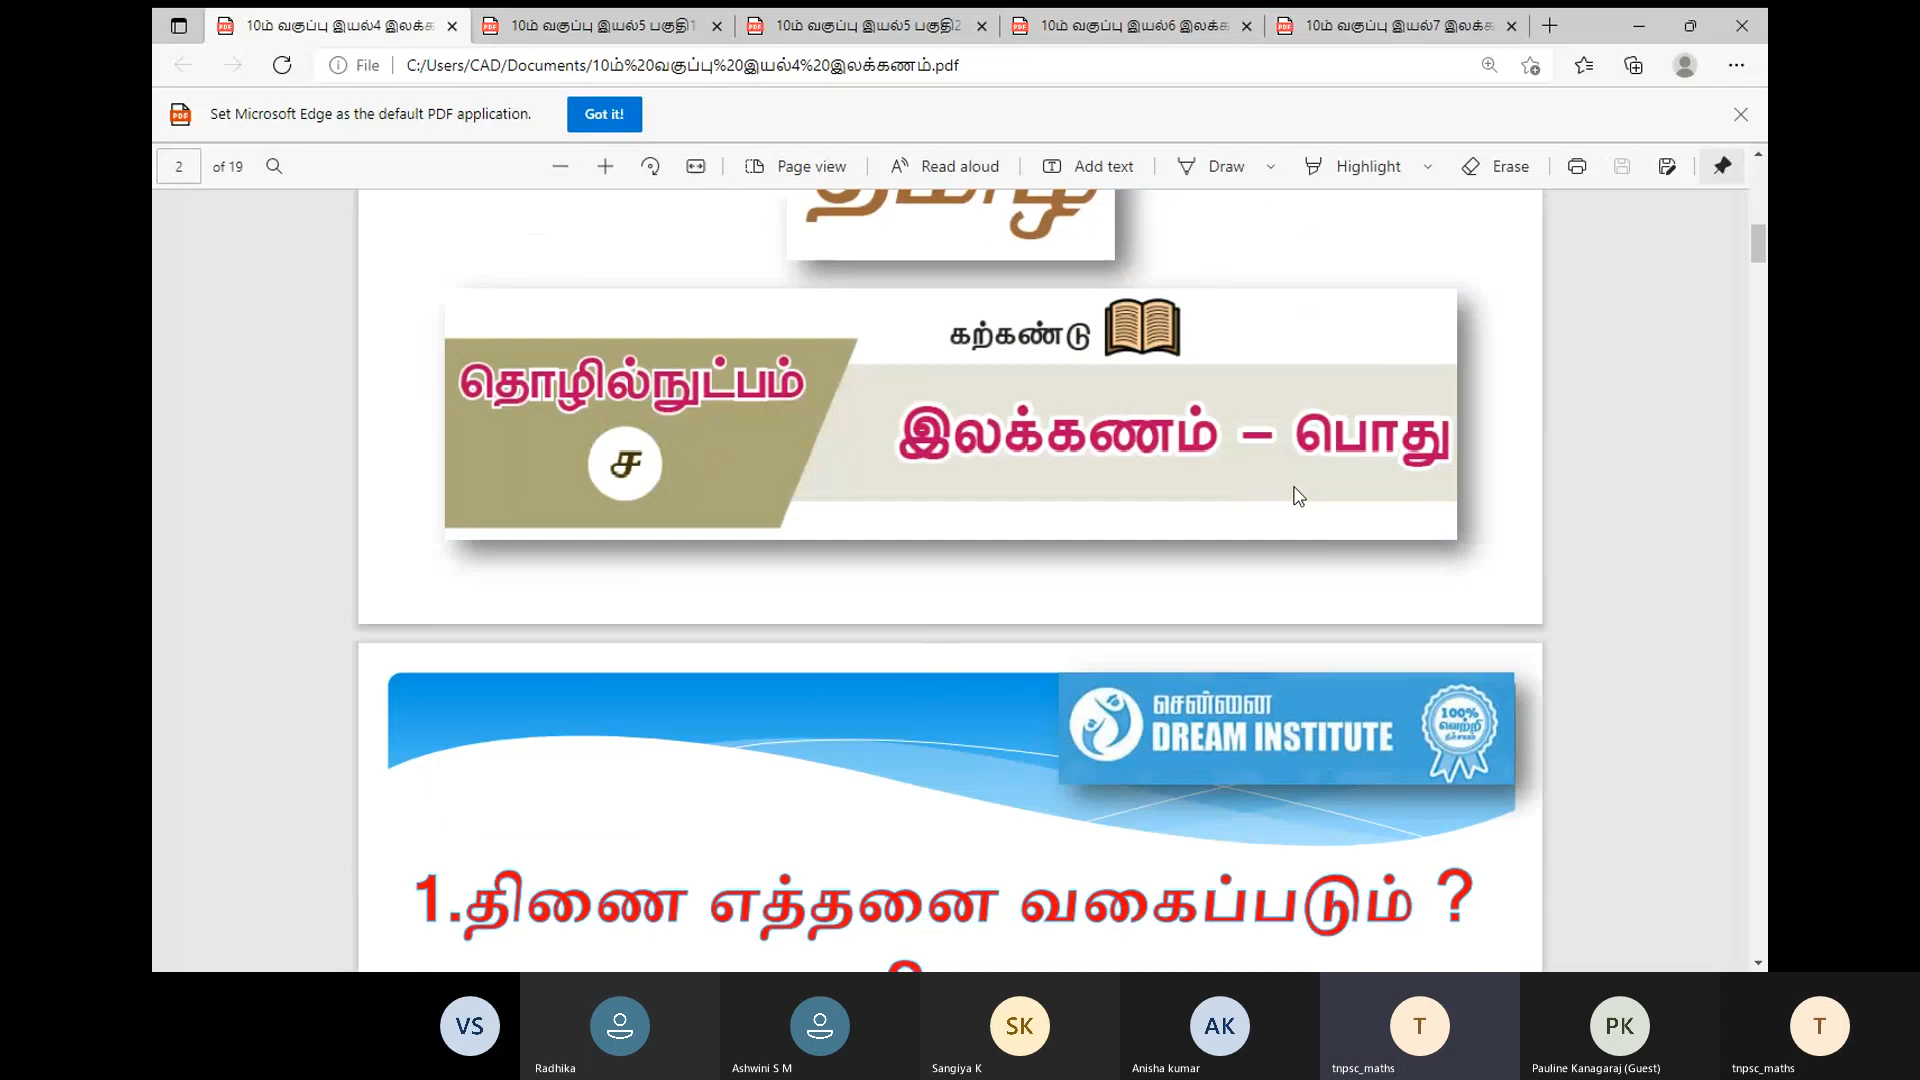 10ம் வகுப்பு இயல்4 இலக்க
10ம் வகுப்பு இயல்5 பகுதி1
10ம் வகுப்பு இயல்5 பகுதி2
10ம் வகுப்பு இயல்6 இலக்க
10ம் வகுப்பு இயல்7 இலக்க
File
C:/Users/CAD/Documents/10ம்%20வகுப்பு%20இயல்4%20இலக்கணம்.pdf
Set Microsoft Edge as the default PDF application.
Got it!
2 of 19
Page view
Read aloud
Add text
Draw
Highlight
Erase
தமிழ்
கற்கண்டு
தொழில்நுட்பம்
ச
இலக்கணம் – பொது
சென்னை
DREAM INSTITUTE
100%
வெற்றி
1.திணை எத்தனை வகைப்படும் ?
VS
SK
AK
T
PK
T
Radhika
Ashwini S M
Sangiya K
Anisha kumar
tnpsc_maths
Pauline Kanagaraj (Guest)
tnpsc_maths